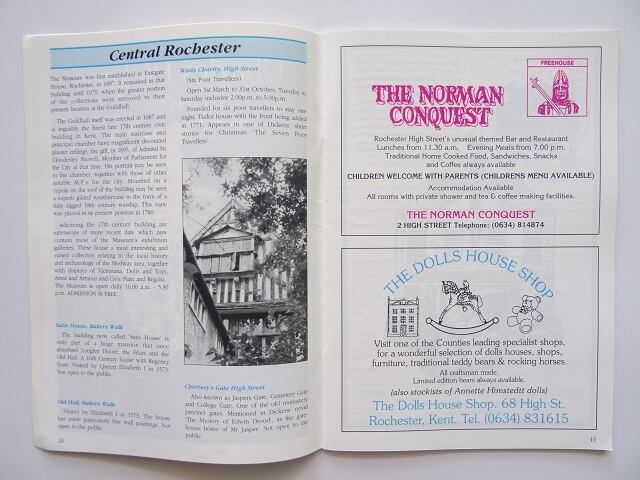 Central Rochester
The Museum was first established in Eastgate
House, Rochester, in 1897. It remained in that
building until 1979, when the greater portion
of the collections were removed to their
present location at the Guildhall.
The Guildhall itself was erected in 1687 and
is arguably the finest late 17th century civic
building in Kent. The main staircase and
principal chamber have magnificent decorated
plaster ceilings, the gift, in 1695, of Admiral Sir
Cloudesley Shovell, Member of Parliament for
the City at that time. His portrait may be seen
in the chamber, together with those of other
notable M.P.'s for the city. Mounted on a
cupola on the roof of the building may be seen
a superb gilded weathervane in the form of a
fully rigged 18th century warship. This vane
was placed in its present position in 1780.
Adjoining the 17th century building are
extensions of more recent date which now
contain most of the Museum's exhibition
galleries. These house a most interesting and
varied collection relating to the local history
and archaeology of the Medway area, together
with displays of Victoriana, Dolls and Toys,
Arms and Armour and Civic Plate and Regalia.
The Museum is open daily 10.00 a.m. - 5.30
p.m. ADMISSION IS FREE.
Satis House, Bakers Walk
The building now called 'Satis House' is
only part of a huge mansion that once
absorbed Longley House, the Friars and the
Old Hall. A 16th Century house with Regency
front. Visited by Queen Elizabeth I in 1573.
Not open to the public.
Old Hall, Bakers Walk
Visited by Elizabeth I in 1573. The house
has some particularly fine wall paintings. Not
open to the public.
10
Watts Charity, High Street
(Six Poor Travellers)
Open 1st March to 31st October, Tuesday to
Saturday inclusive 2.00p.m. to 5.00p.m.
Founded for six poor travellers to stay one
night. Tudor house with the front being added
in 1771. Appears in one of Dickens' short
stories for Christmas 'The Seven Poor
Travellers'.
Chertsey's Gate High Street
Also known as Jaspers Gate, Cemetery Gate
and College Gate. One of the old monastery
precinct gates. Mentioned in Dickens' novel
'The Mystery of Edwin Drood', as the gate-
house home of Mr Jasper. Not open to the
public.
FREEHOUSE
THE NORMAN
CONQUEST
Rochester High Street's unusual themed Bar and Restaurant
Lunches from 11.30 a.m. Evening Meals from 7.00 p.m.
Traditional Home Cooked Food, Sandwiches, Snacks
and Coffee always available
CHILDREN WELCOME WITH PARENTS (CHILDRENS MENU AVAILABLE)
Accommodation Available
All rooms with private shower and tea & coffee making facilities.
THE NORMAN CONQUEST
2 HIGH STREET Telephone: (0634) 814874
THE DOLLS HOUSE SHOP
Visit one of the Counties leading specialist shops,
for a wonderful selection of dolls houses, shops,
furniture, traditional teddy bears & rocking horses.
All craftsman made.
Limited edition bears always available.
(also stockists of Annette Himstedtt dolls)
The Dolls House Shop. 68 High St.
Rochester, Kent. Tel. (0634) 831615
11